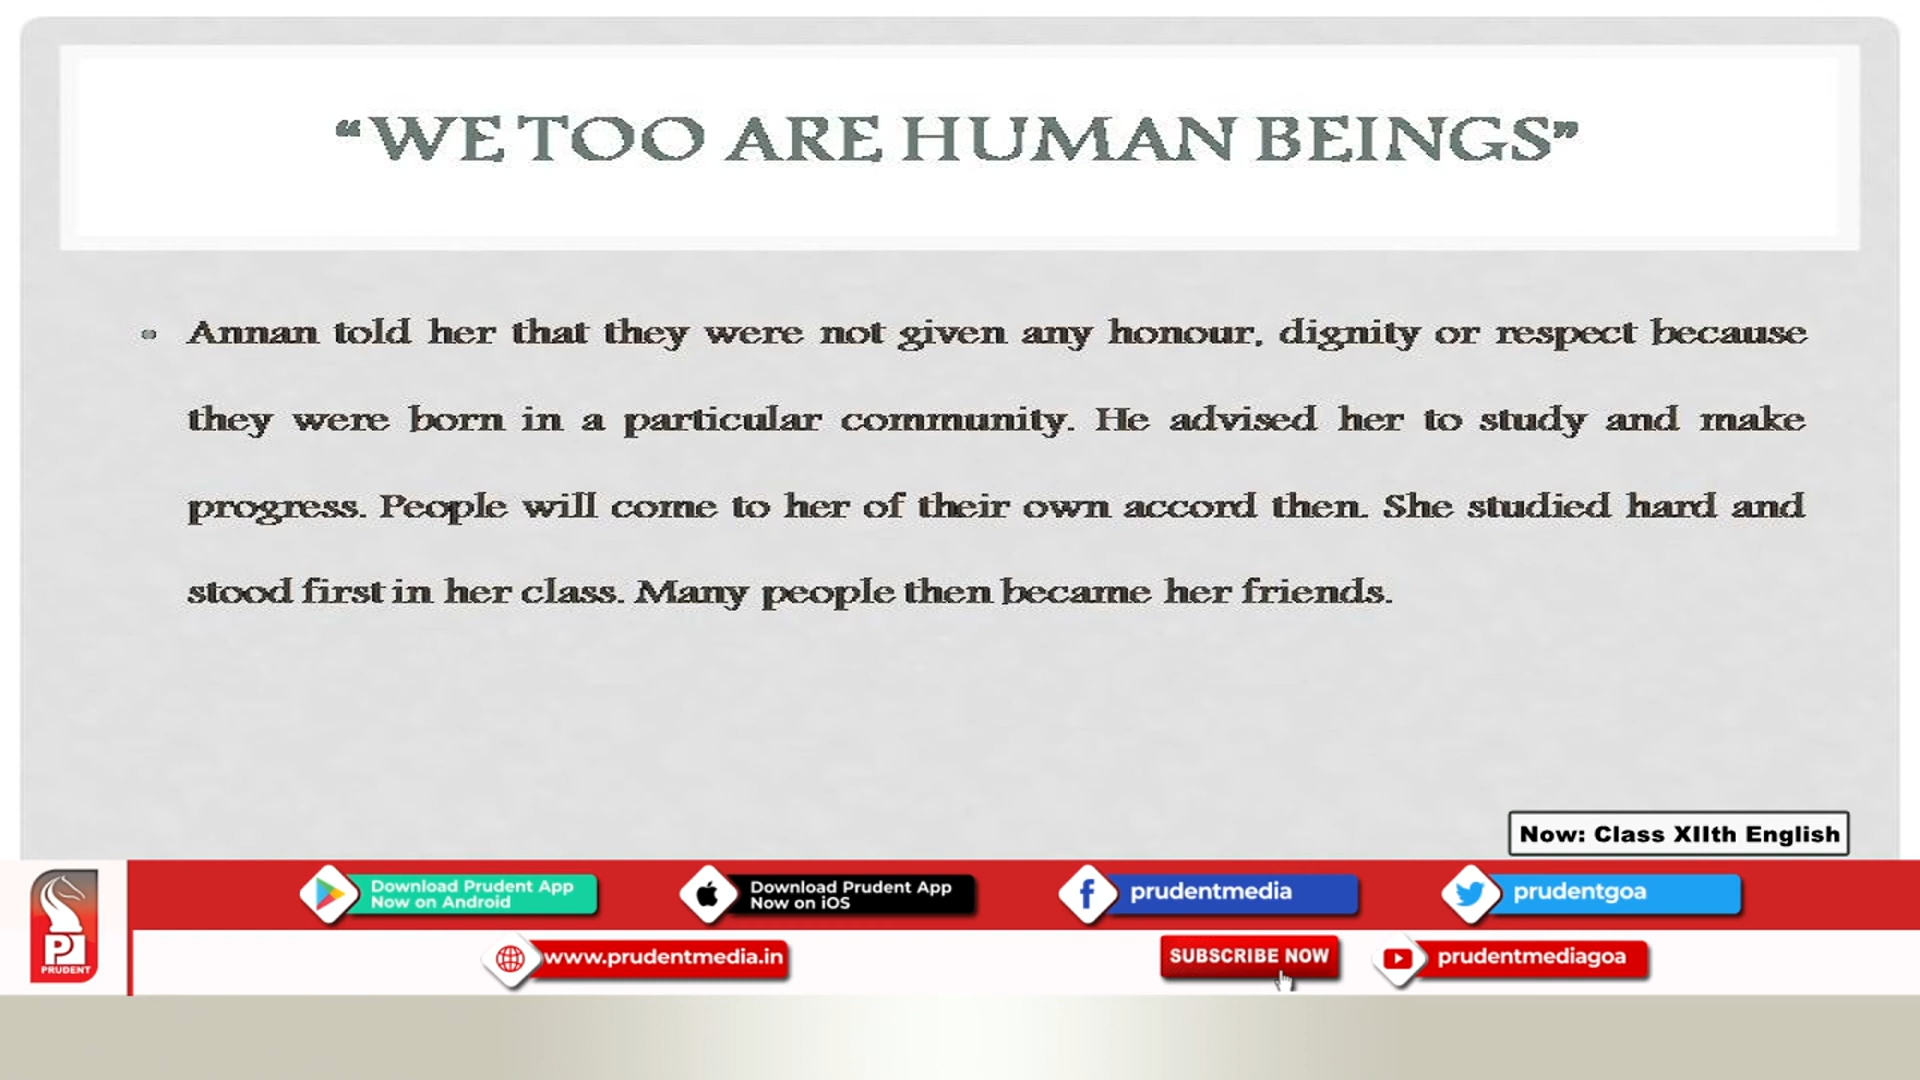 “WE TOO ARE HUMAN BEINGS”
Annan told her that they were not given any honour, dignity or respect because
they were born in a particular community. He advised her to study and make
progress. People will come to her of their own accord then. She studied hard and
stood first in her class. Many people then became her friends.
Now: Class XIIth English
Download Prudent App
Now on Android
Download Prudent App
Now on iOS
prudentmedia
prudentgoa
PRUDENT
www.prudentmedia.in
SUBSCRIBE NOW
prudentmediagoa